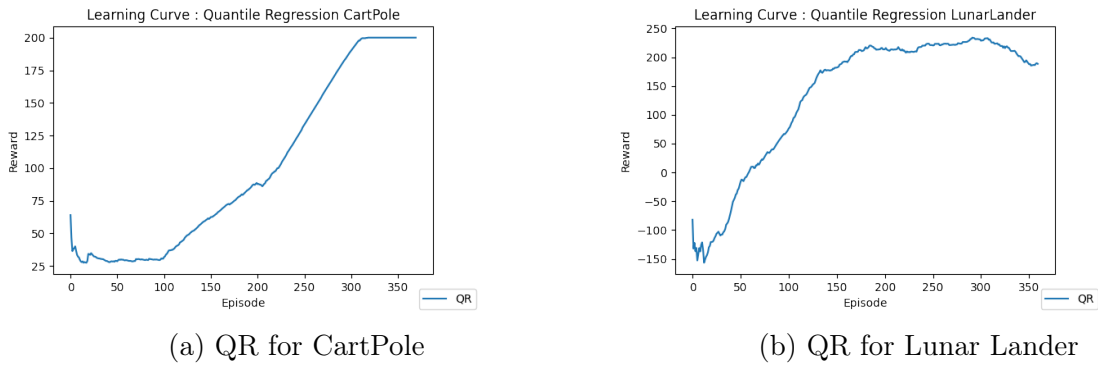 Learning Curve : Quantile Regression CartPole
200
175
150
125
100
75
50
25
Reward
0 50 100 150 200 250 300 350
Episode
QR
(a) QR for CartPole
Learning Curve : Quantile Regression LunarLander
250
200
150
100
50
0
−50
−100
−150
Reward
0 50 100 150 200 250 300 350
Episode
QR
(b) QR for Lunar Lander